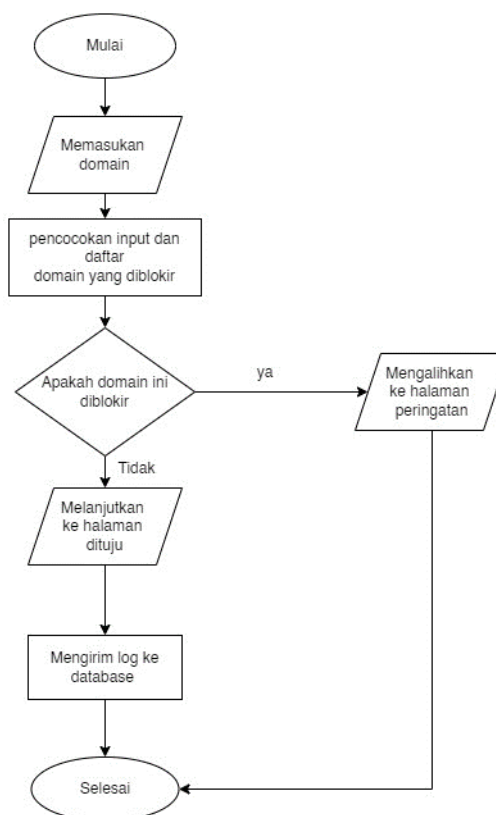 Mulai
Memasukan
domain
pencocokan input dan
daftar
domain yang diblokir
Apakah domain ini
diblokir
ya
Mengalihkan
ke halaman
peringatan
Tidak
Melanjutkan
ke halaman
dituju
Mengirim log ke
database
Selesai